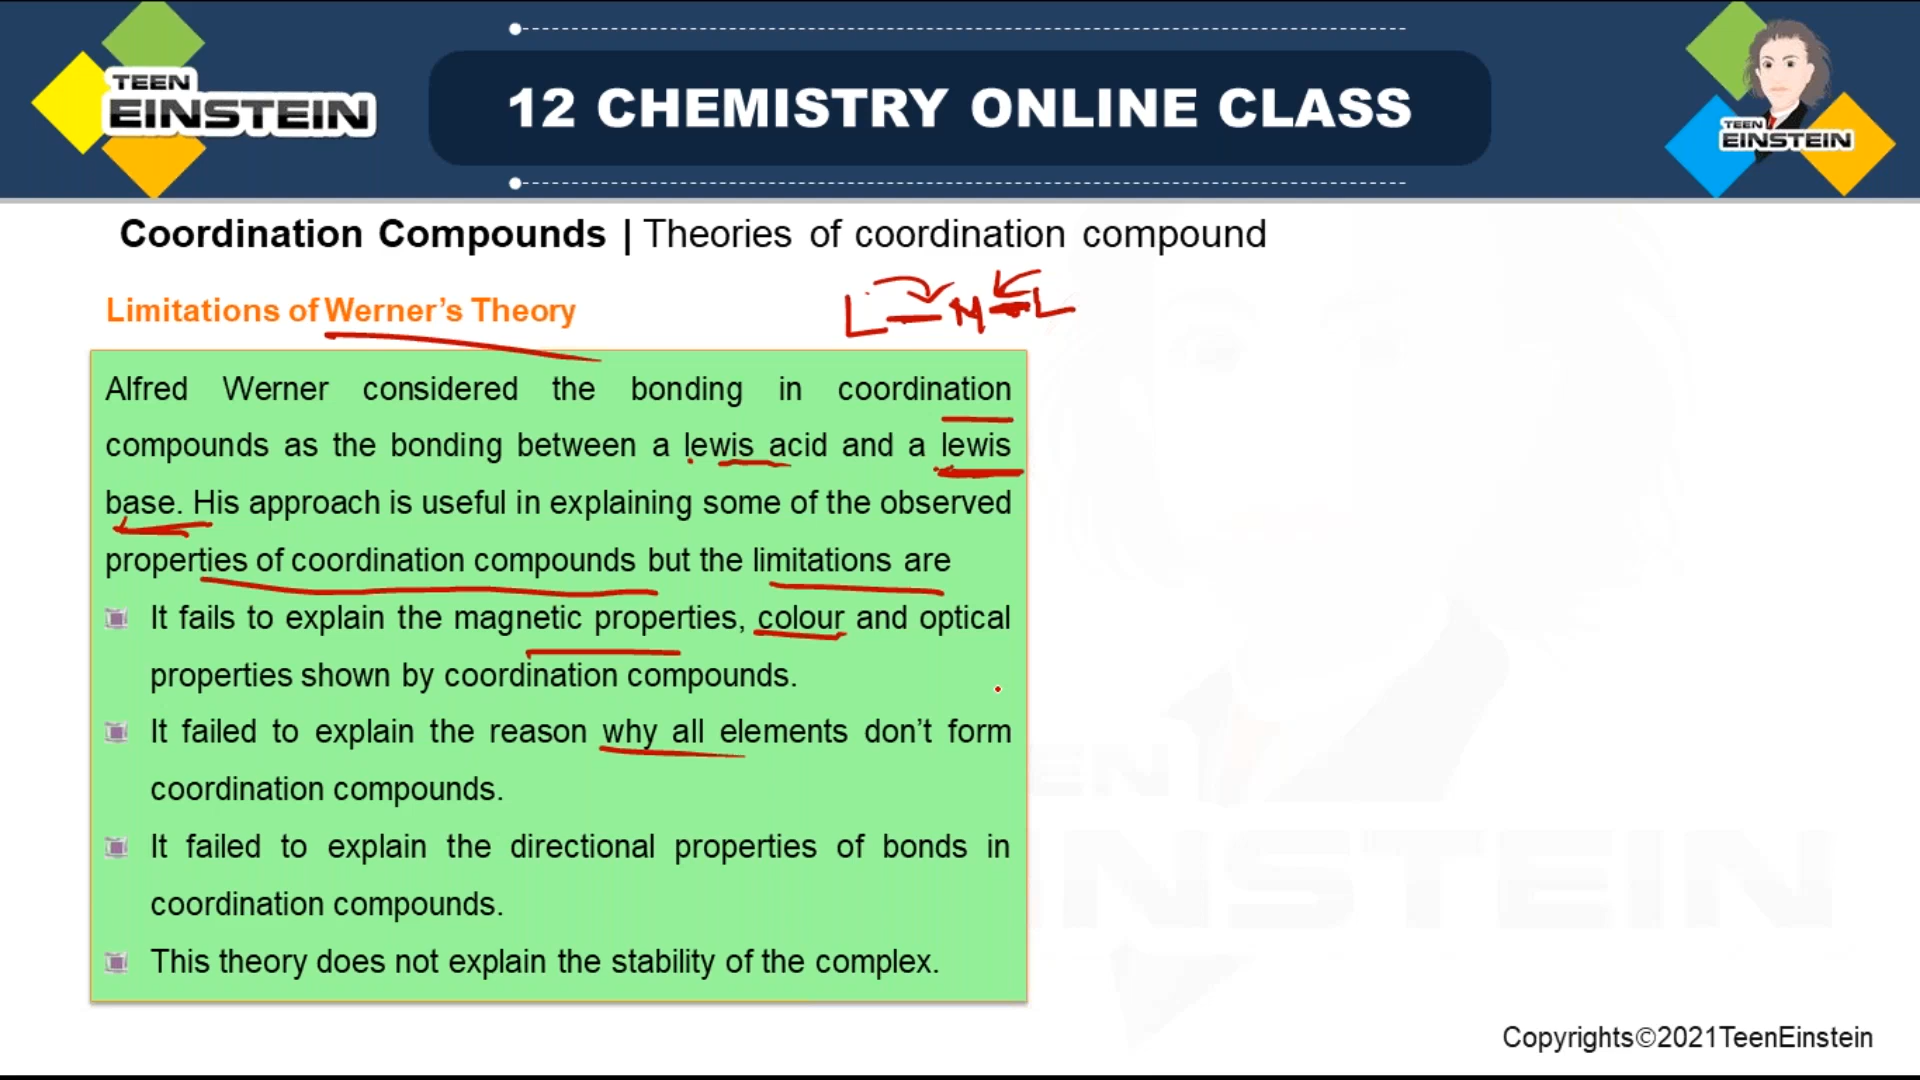 TEEN
EINSTEIN
12 CHEMISTRY ONLINE CLASS
TEEN
EINSTEIN
Coordination Compounds | Theories of coordination compound
Limitations of Werner's Theory
L M L
Alfred Werner considered the bonding in coordination
compounds as the bonding between a lewis acid and a lewis
base. His approach is useful in explaining some of the observed
properties of coordination compounds but the limitations are
It fails to explain the magnetic properties, colour and optical
properties shown by coordination compounds.
It failed to explain the reason why all elements don't form
coordination compounds.
It failed to explain the directional properties of bonds in
coordination compounds.
This theory does not explain the stability of the complex.
TEEN
EINSTEIN
Copyrights©2021TeenEinstein